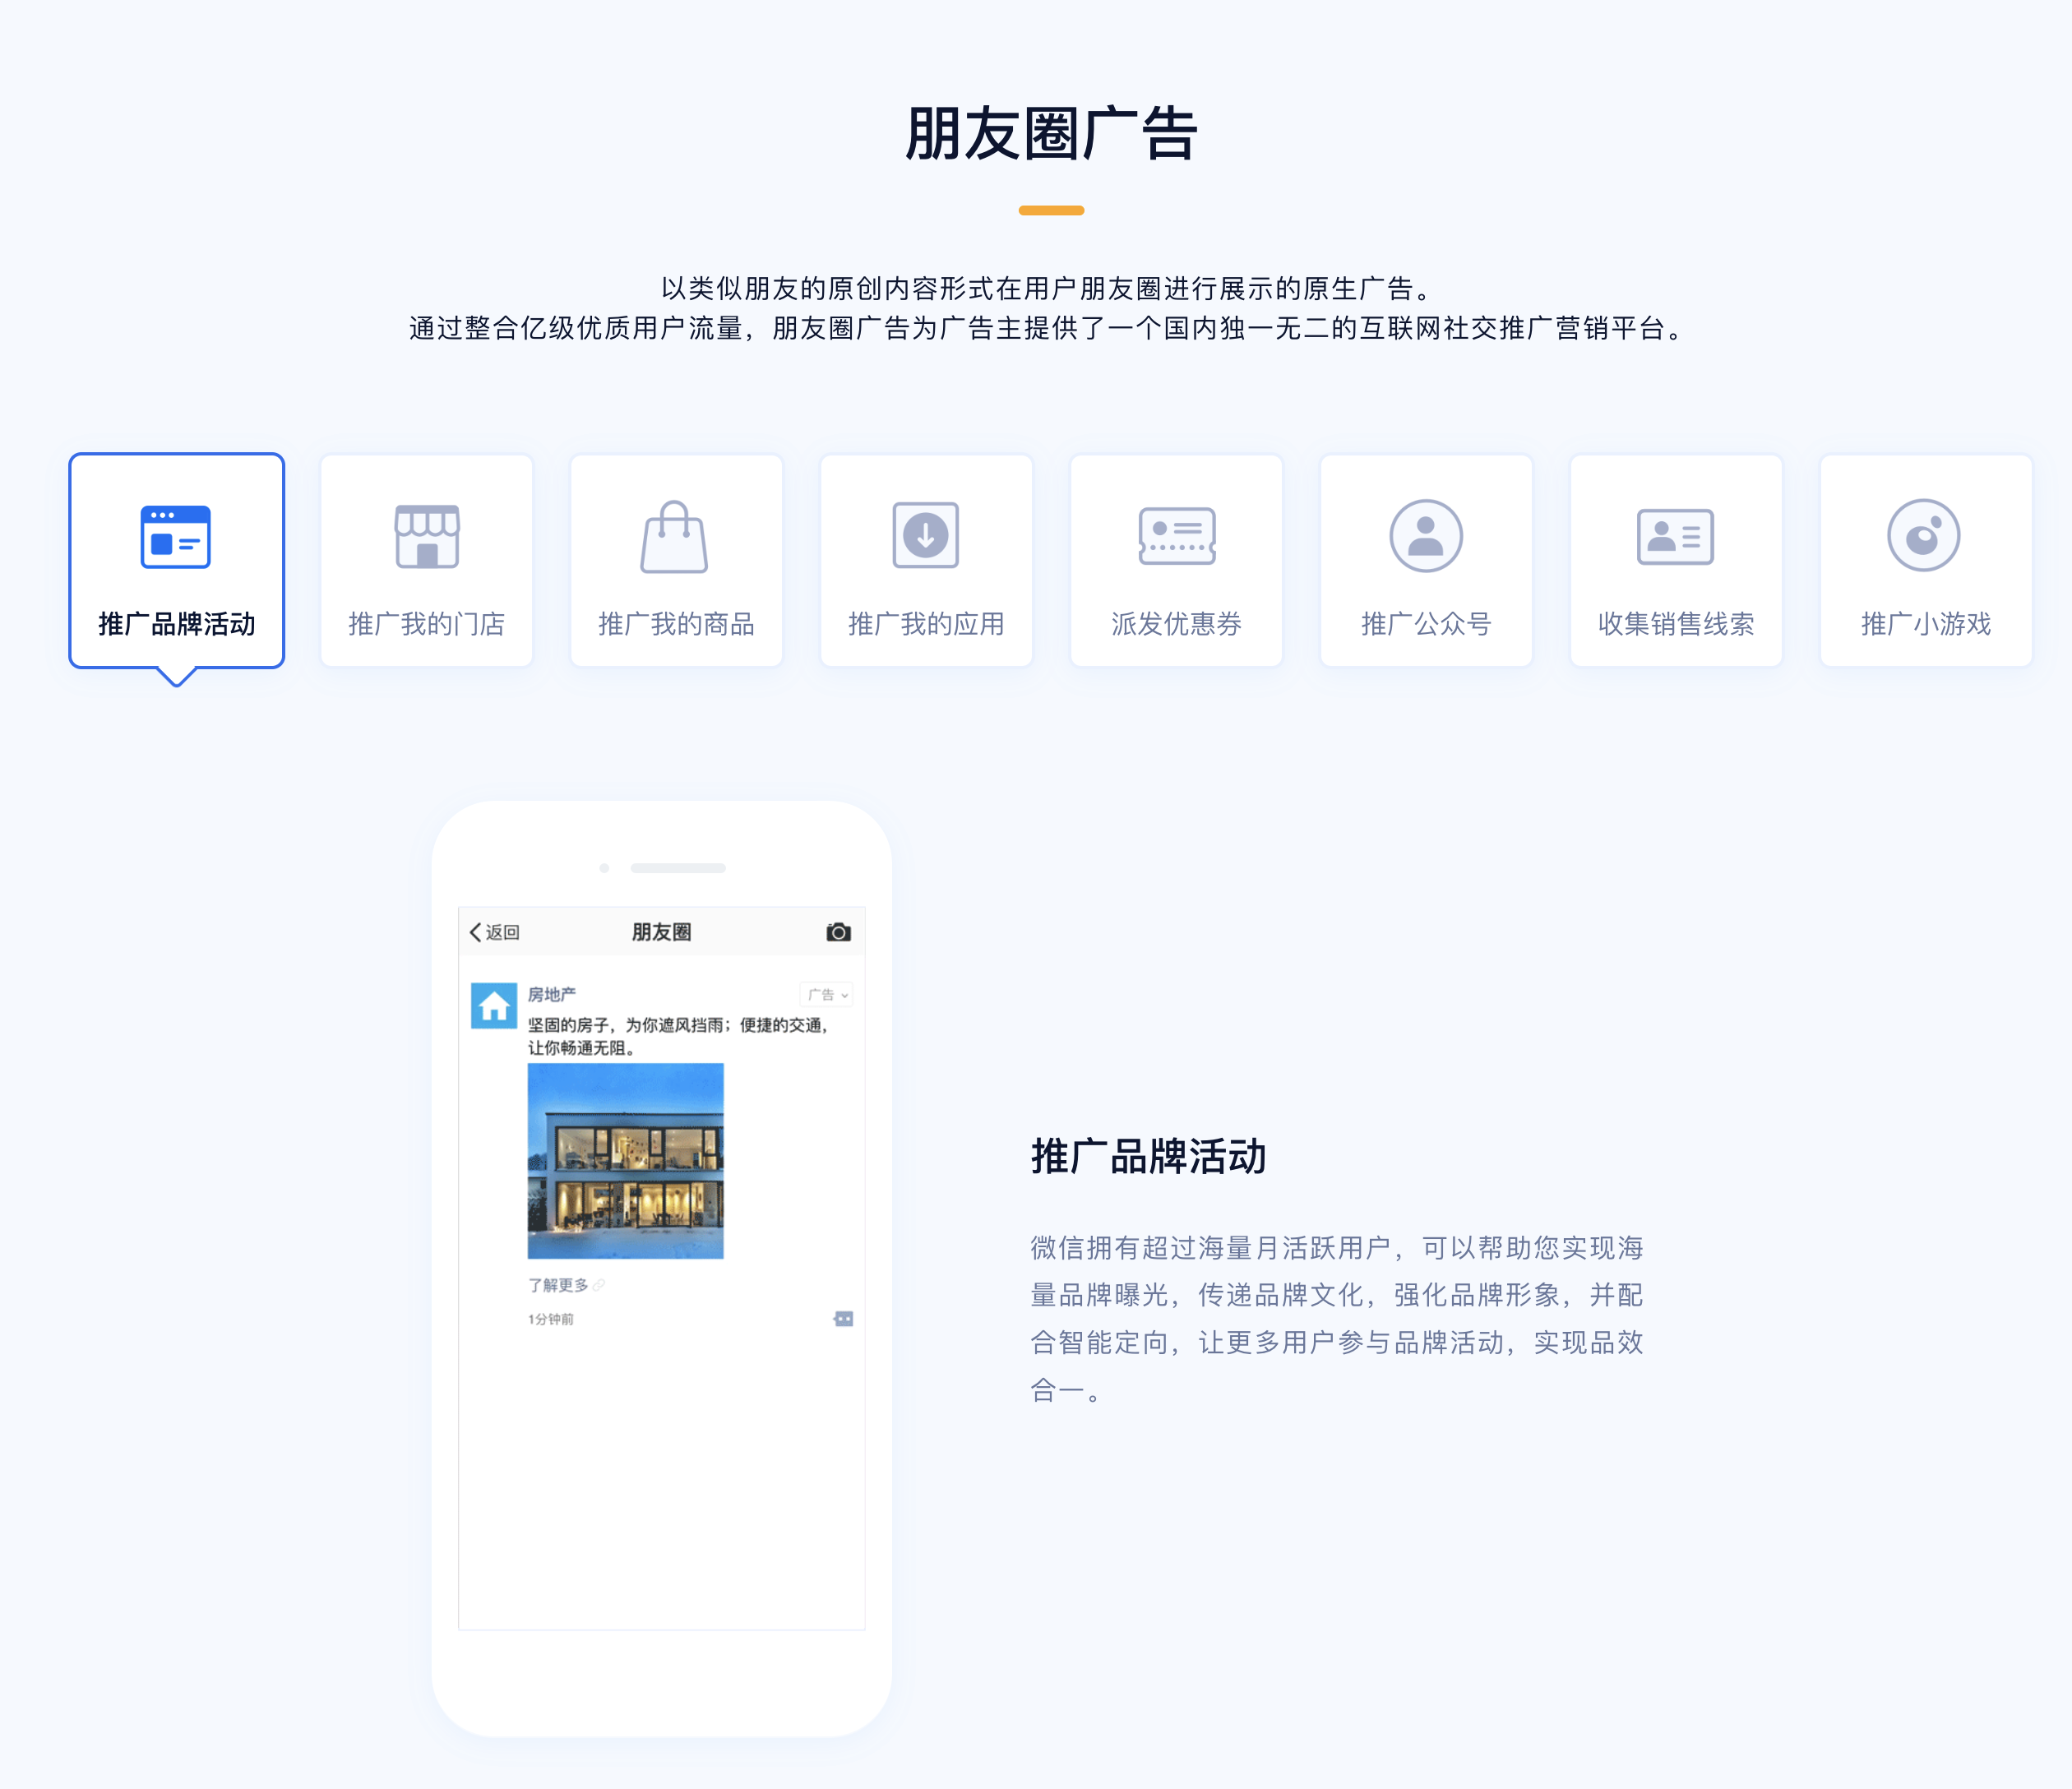 朋友圈广告
以类似朋友的原创内容形式在用户朋友圈进行展示的原生广告。
通过整合亿级优质用户流量，朋友圈广告为广告主提供了一个国内独一无二的互联网社交推广营销平台。
推广品牌活动
推广我的门店
推广我的商品
推广我的应用
派发优惠券
推广公众号
收集销售线索
推广小游戏
返回
朋友圈
房地产
广告
坚固的房子，为你遮风挡雨；便捷的交通，
让你畅通无阻。
了解更多
1分钟前
推广品牌活动
微信拥有超过海量月活跃用户，可以帮助您实现海
量品牌曝光，传递品牌文化，强化品牌形象，并配
合智能定向，让更多用户参与品牌活动，实现品效
合一。